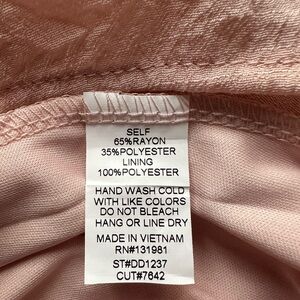 SELF
65%RAYON
35%POLYESTER
LINING
100%POLYESTER
HAND WASH COLD
WITH LIKE COLORS
DO NOT BLEACH
HANG OR LINE DRY
MADE IN VIETNAM
RN#131981
ST#DD1237
CUT#7642